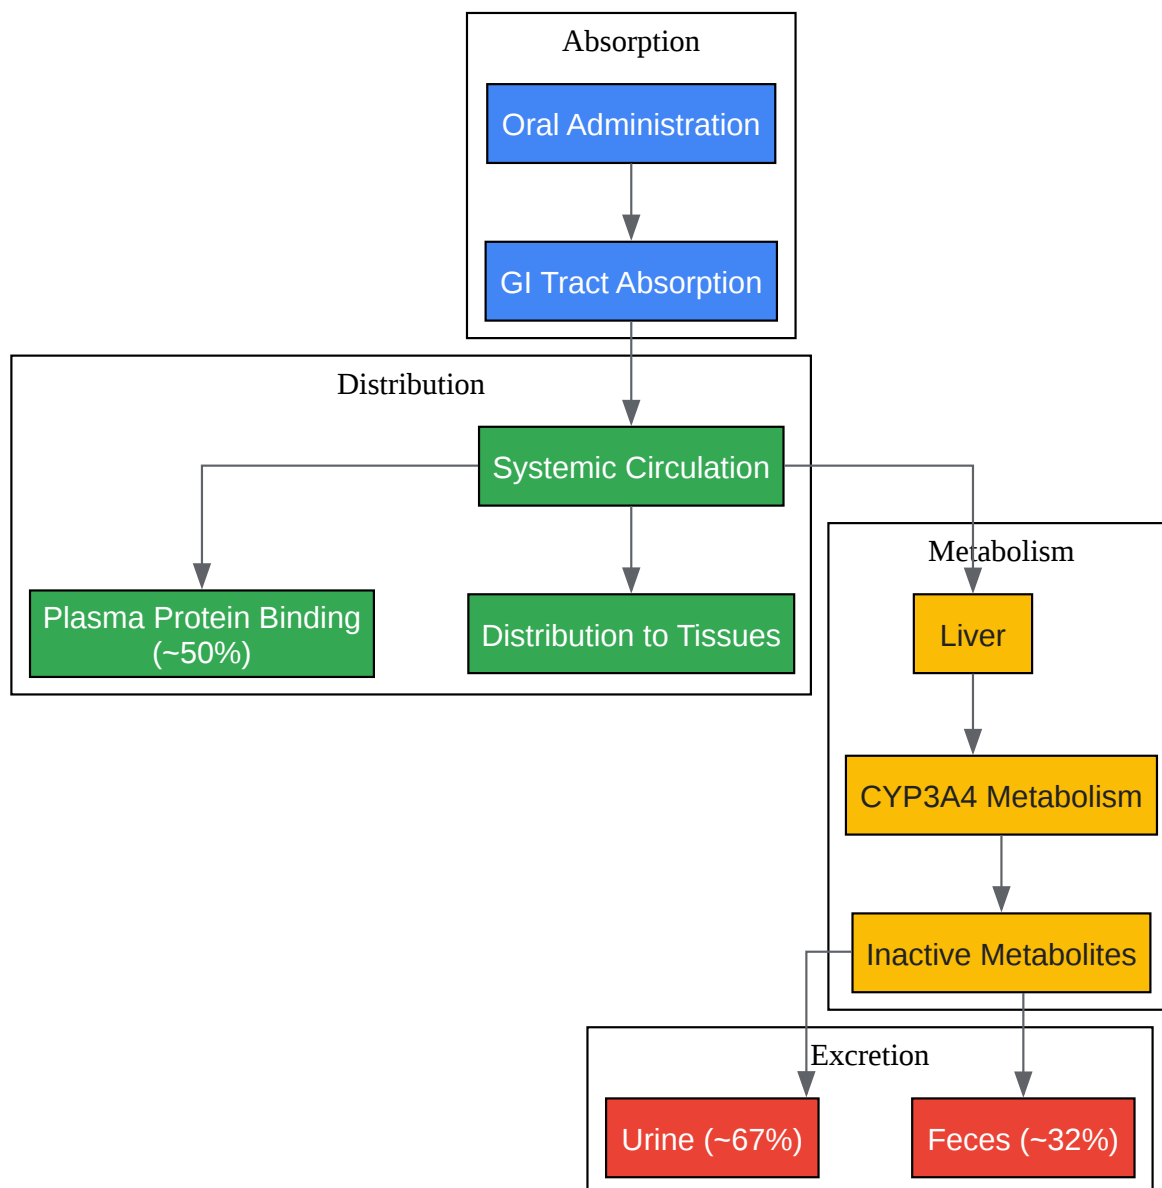 Absorption
Oral Administration
GI Tract Absorption
Distribution
Systemic Circulation
Plasma Protein Binding
(~50%)
Distribution to Tissues
Metabolism
Liver
CYP3A4 Metabolism
Inactive Metabolites
Excretion
Urine (~67%)
Feces (~32%)